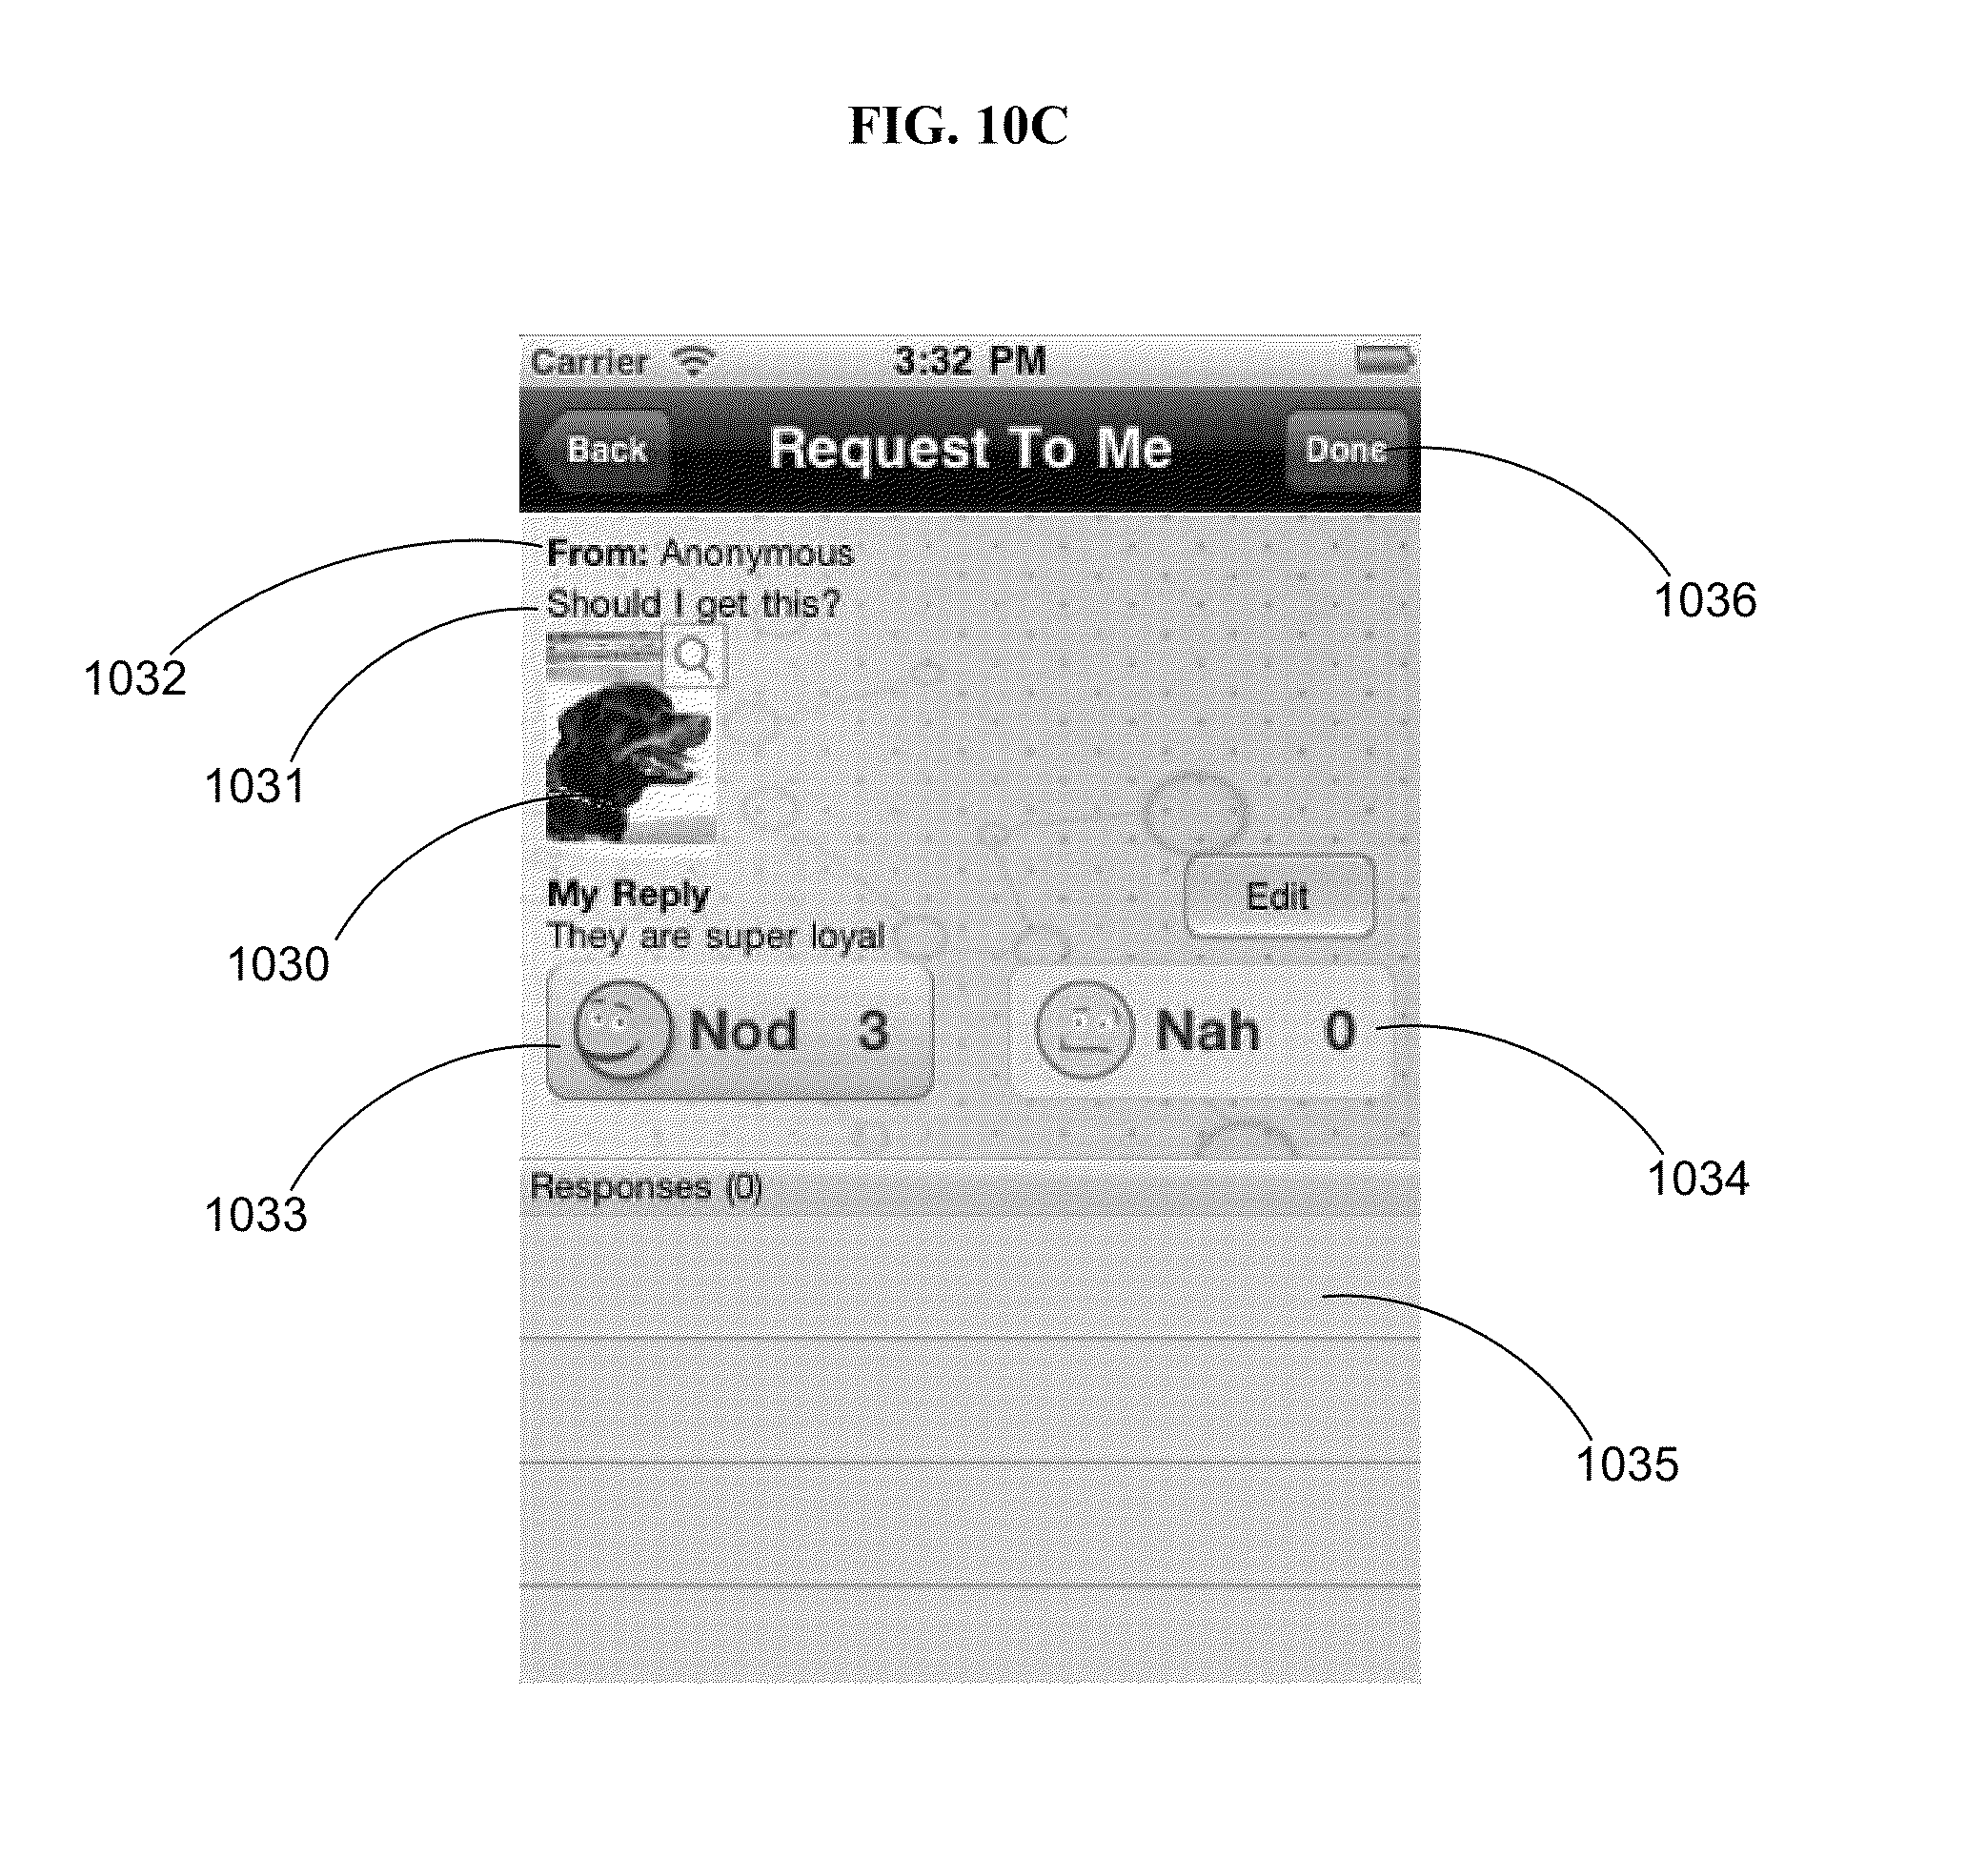 FIG. 10C
Carrier 3:32 PM
Back Request To Me Done
1036
From: Anonymous
1032
Should I get this?
1031
1030
My Reply
Edit
They are super loyal
Nod 3 Nah 0
1033
1034
Responses (0)
1035